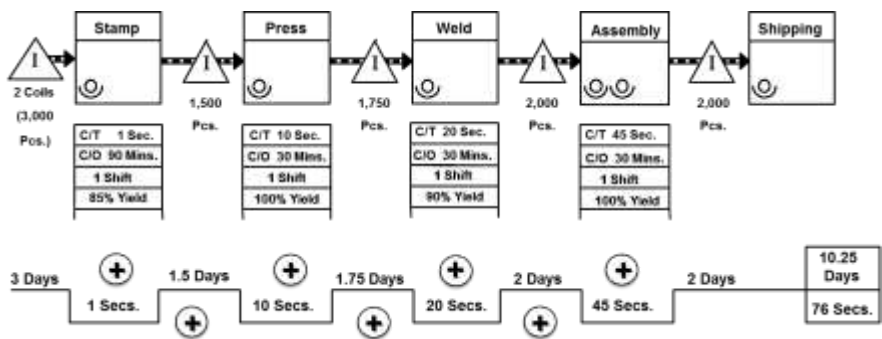 Stamp
Press
Weld
Assembly
Shipping
I
I
I
I
I
2 Coils
(3,000
Pcs.)
1,500
Pcs.
1,750
Pcs.
2,000
Pcs.
2,000
Pcs.
C/T 1 Sec.
C/O 90 Mins.
1 Shift
85% Yield
C/T 10 Sec.
C/O 30 Mins.
1 Shift
100% Yield
C/T 20 Sec.
C/O 30 Mins.
1 Shift
90% Yield
C/T 45 Sec.
C/O 30 Mins.
1 Shift
100% Yield
3 Days
1 Secs.
1.5 Days
10 Secs.
1.75 Days
20 Secs.
2 Days
45 Secs.
2 Days
10.25
Days
76 Secs.